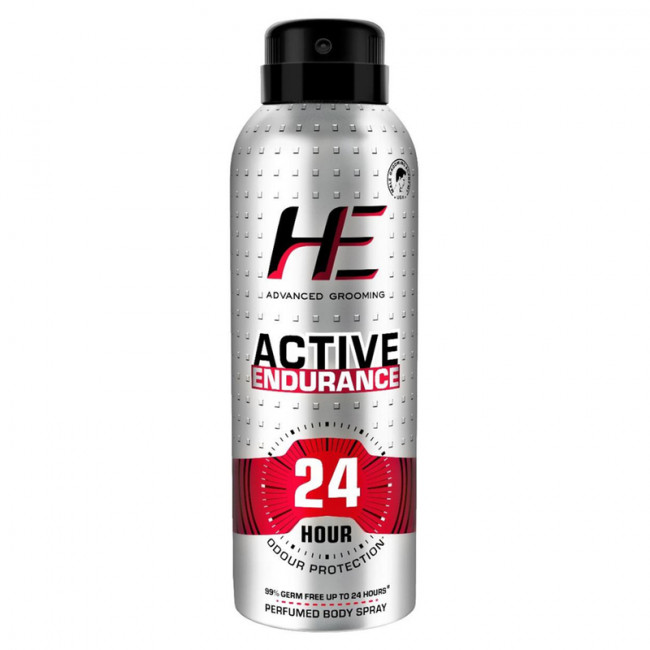 HE
ADVANCED GROOMING
ACTIVE
ENDURANCE
24
HOUR
ODOUR PROTECTION
99% GERM FREE UP TO 24 HOURS*
PERFUMED BODY SPRAY